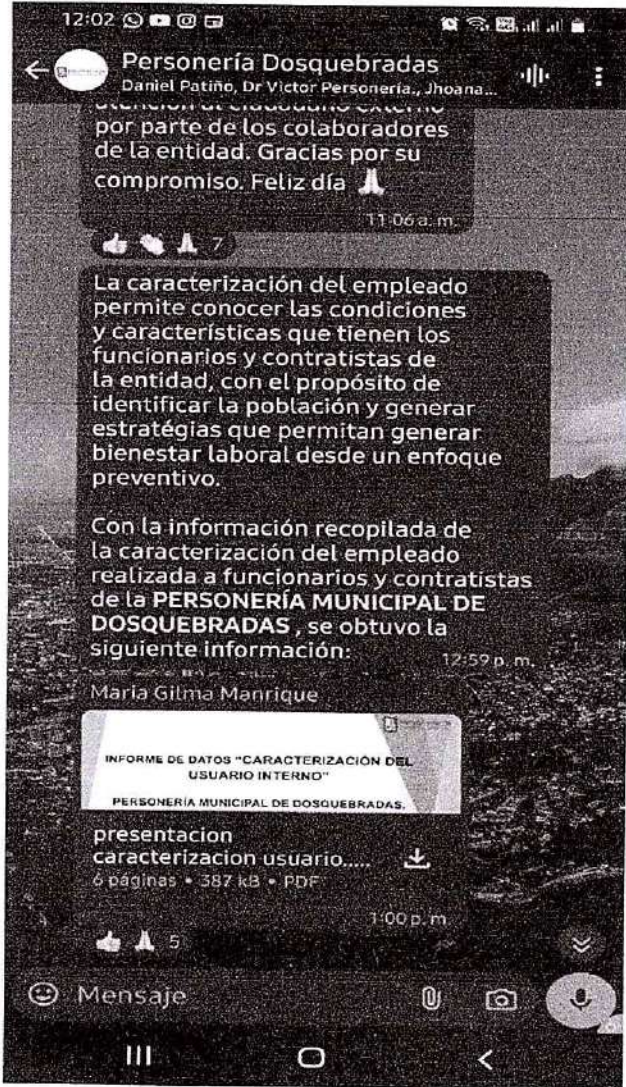 12:02
Personería Dosquebradas
Daniel Patiño, Dr Victor Personería., Jhoana...
atención al ciudadano externo
por parte de los colaboradores
de la entidad. Gracias por su
compromiso. Feliz día
11:06 a. m.
7
La caracterización del empleado
permite conocer las condiciones
y características que tienen los
funcionarios y contratistas de
la entidad, con el propósito de
identificar la población y generar
estratégias que permitan generar
bienestar laboral desde un enfoque
preventivo.
Con la información recopilada de
la caracterización del empleado
realizada a funcionarios y contratistas
de la PERSONERÍA MUNICIPAL DE
DOSQUEBRADAS , se obtuvo la
siguiente información:
12:59 p. m.
Maria Gilma Manrique
INFORME DE DATOS "CARACTERIZACIÓN DEL
USUARIO INTERNO"
PERSONERÍA MUNICIPAL DE DOSQUEBRADAS.
presentacion
caracterizacion usuario.....
6 páginas • 387 kB • PDF
1:00 p. m.
5
Mensaje